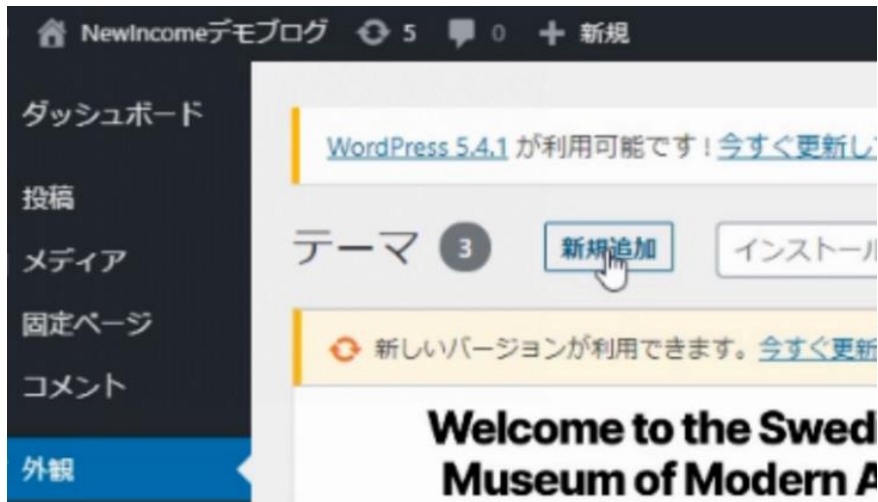 NewIncomeデモブログ 5 0 + 新規
ダッシュボード
投稿
メディア
固定ページ
コメント
外観
WordPress 5.4.1 が利用可能です ! 今すぐ更新し
テーマ 3 新規追加 インストール
新しいバージョンが利用できます。今すぐ更新
Welcome to the Swedi
Museum of Modern A